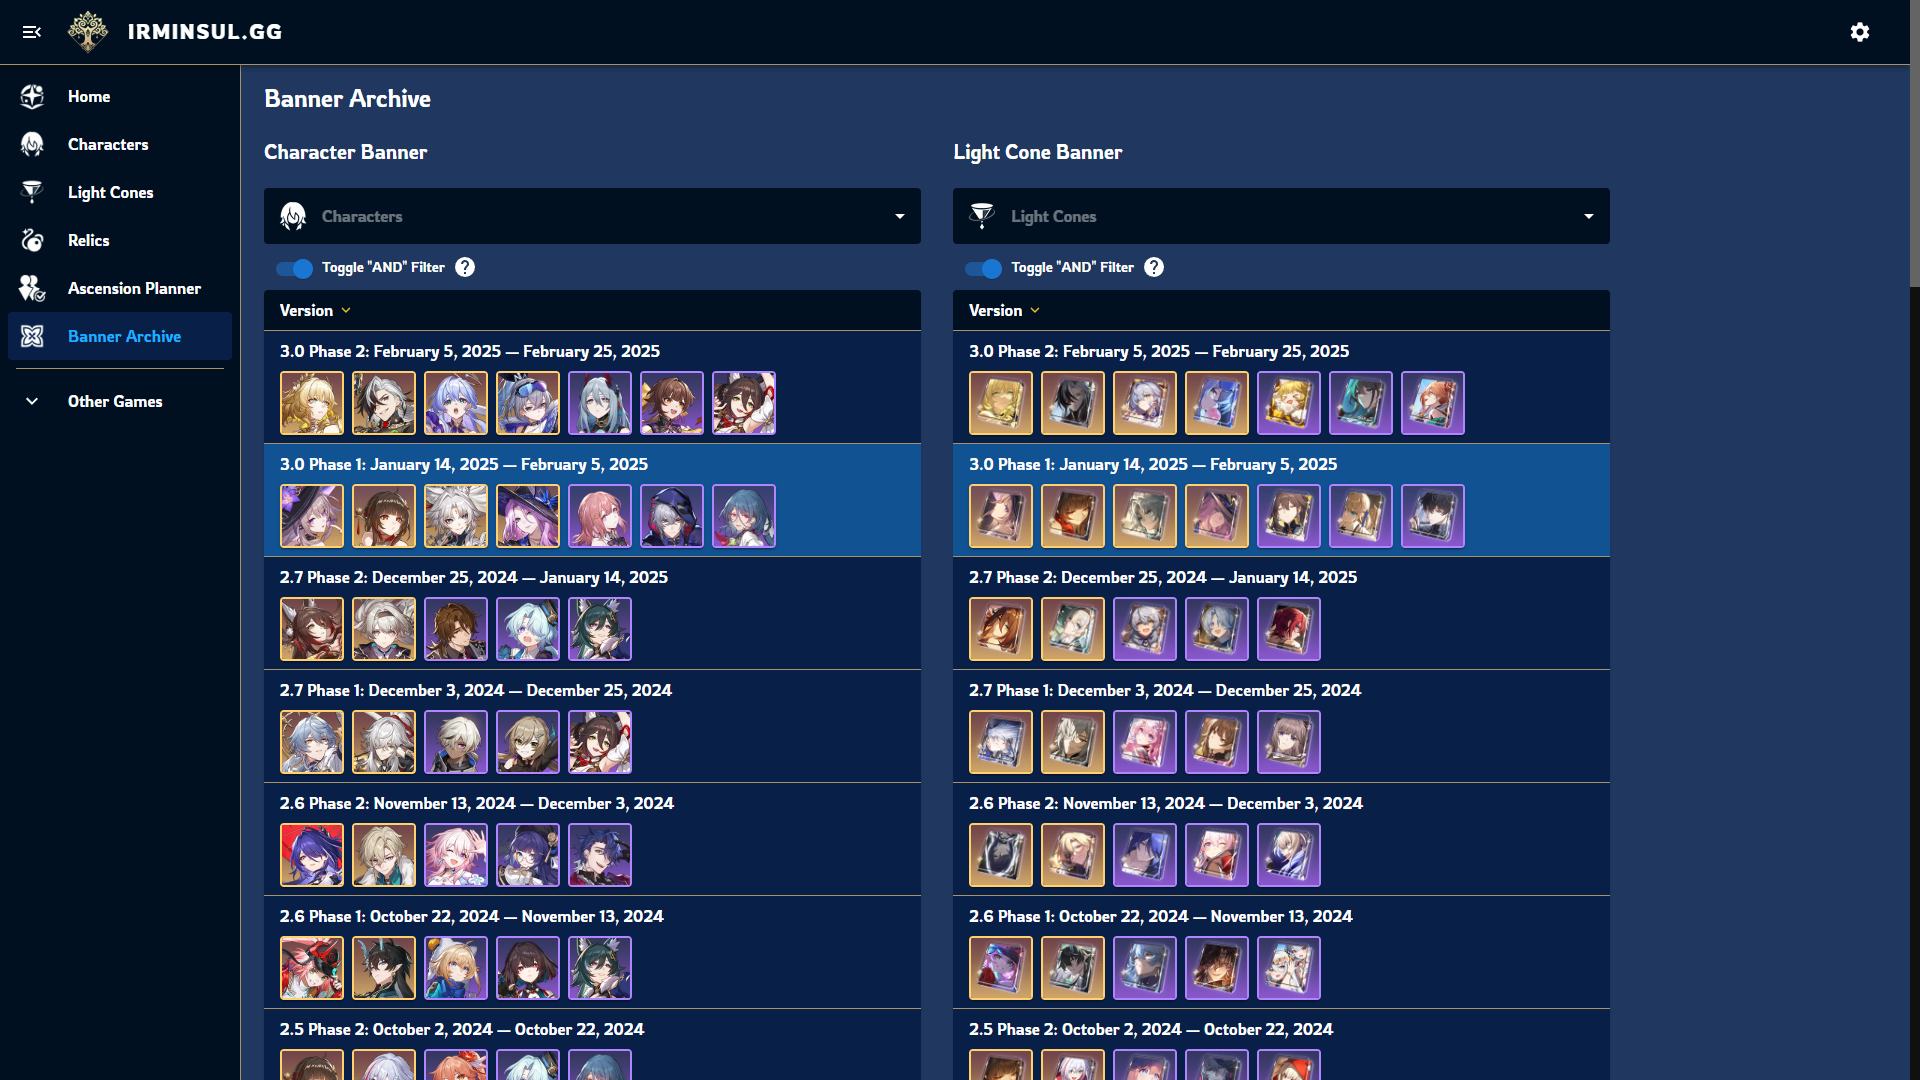 IRMINSUL.GG
Home
Characters
Light Cones
Relics
Ascension Planner
Banner Archive
Other Games
Banner Archive
Character Banner
Characters
Toggle "AND" Filter ?
Version
3.0 Phase 2: February 5, 2025 — February 25, 2025
3.0 Phase 1: January 14, 2025 — February 5, 2025
2.7 Phase 2: December 25, 2024 — January 14, 2025
2.7 Phase 1: December 3, 2024 — December 25, 2024
2.6 Phase 2: November 13, 2024 — December 3, 2024
2.6 Phase 1: October 22, 2024 — November 13, 2024
2.5 Phase 2: October 2, 2024 — October 22, 2024
Light Cone Banner
Light Cones
Toggle "AND" Filter ?
Version
3.0 Phase 2: February 5, 2025 — February 25, 2025
3.0 Phase 1: January 14, 2025 — February 5, 2025
2.7 Phase 2: December 25, 2024 — January 14, 2025
2.7 Phase 1: December 3, 2024 — December 25, 2024
2.6 Phase 2: November 13, 2024 — December 3, 2024
2.6 Phase 1: October 22, 2024 — November 13, 2024
2.5 Phase 2: October 2, 2024 — October 22, 2024